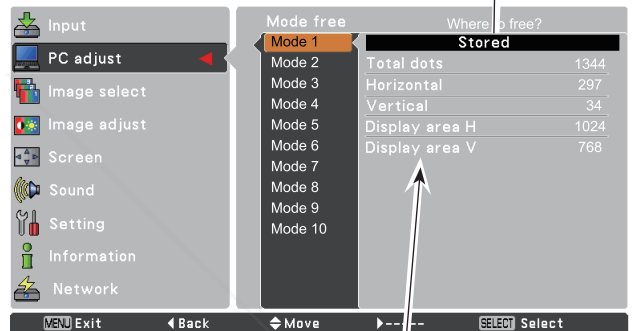 Input
PC adjust
Image select
Image adjust
Screen
Sound
Setting
Information
Network
Mode free
Mode 1
Mode 2
Mode 3
Mode 4
Mode 5
Mode 6
Mode 7
Mode 8
Mode 9
Mode 10
Where to free?
Stored
Total dots 1344
Horizontal 297
Vertical 34
Display area H 1024
Display area V 768
MENU Exit Back Move ----- SELECT Select